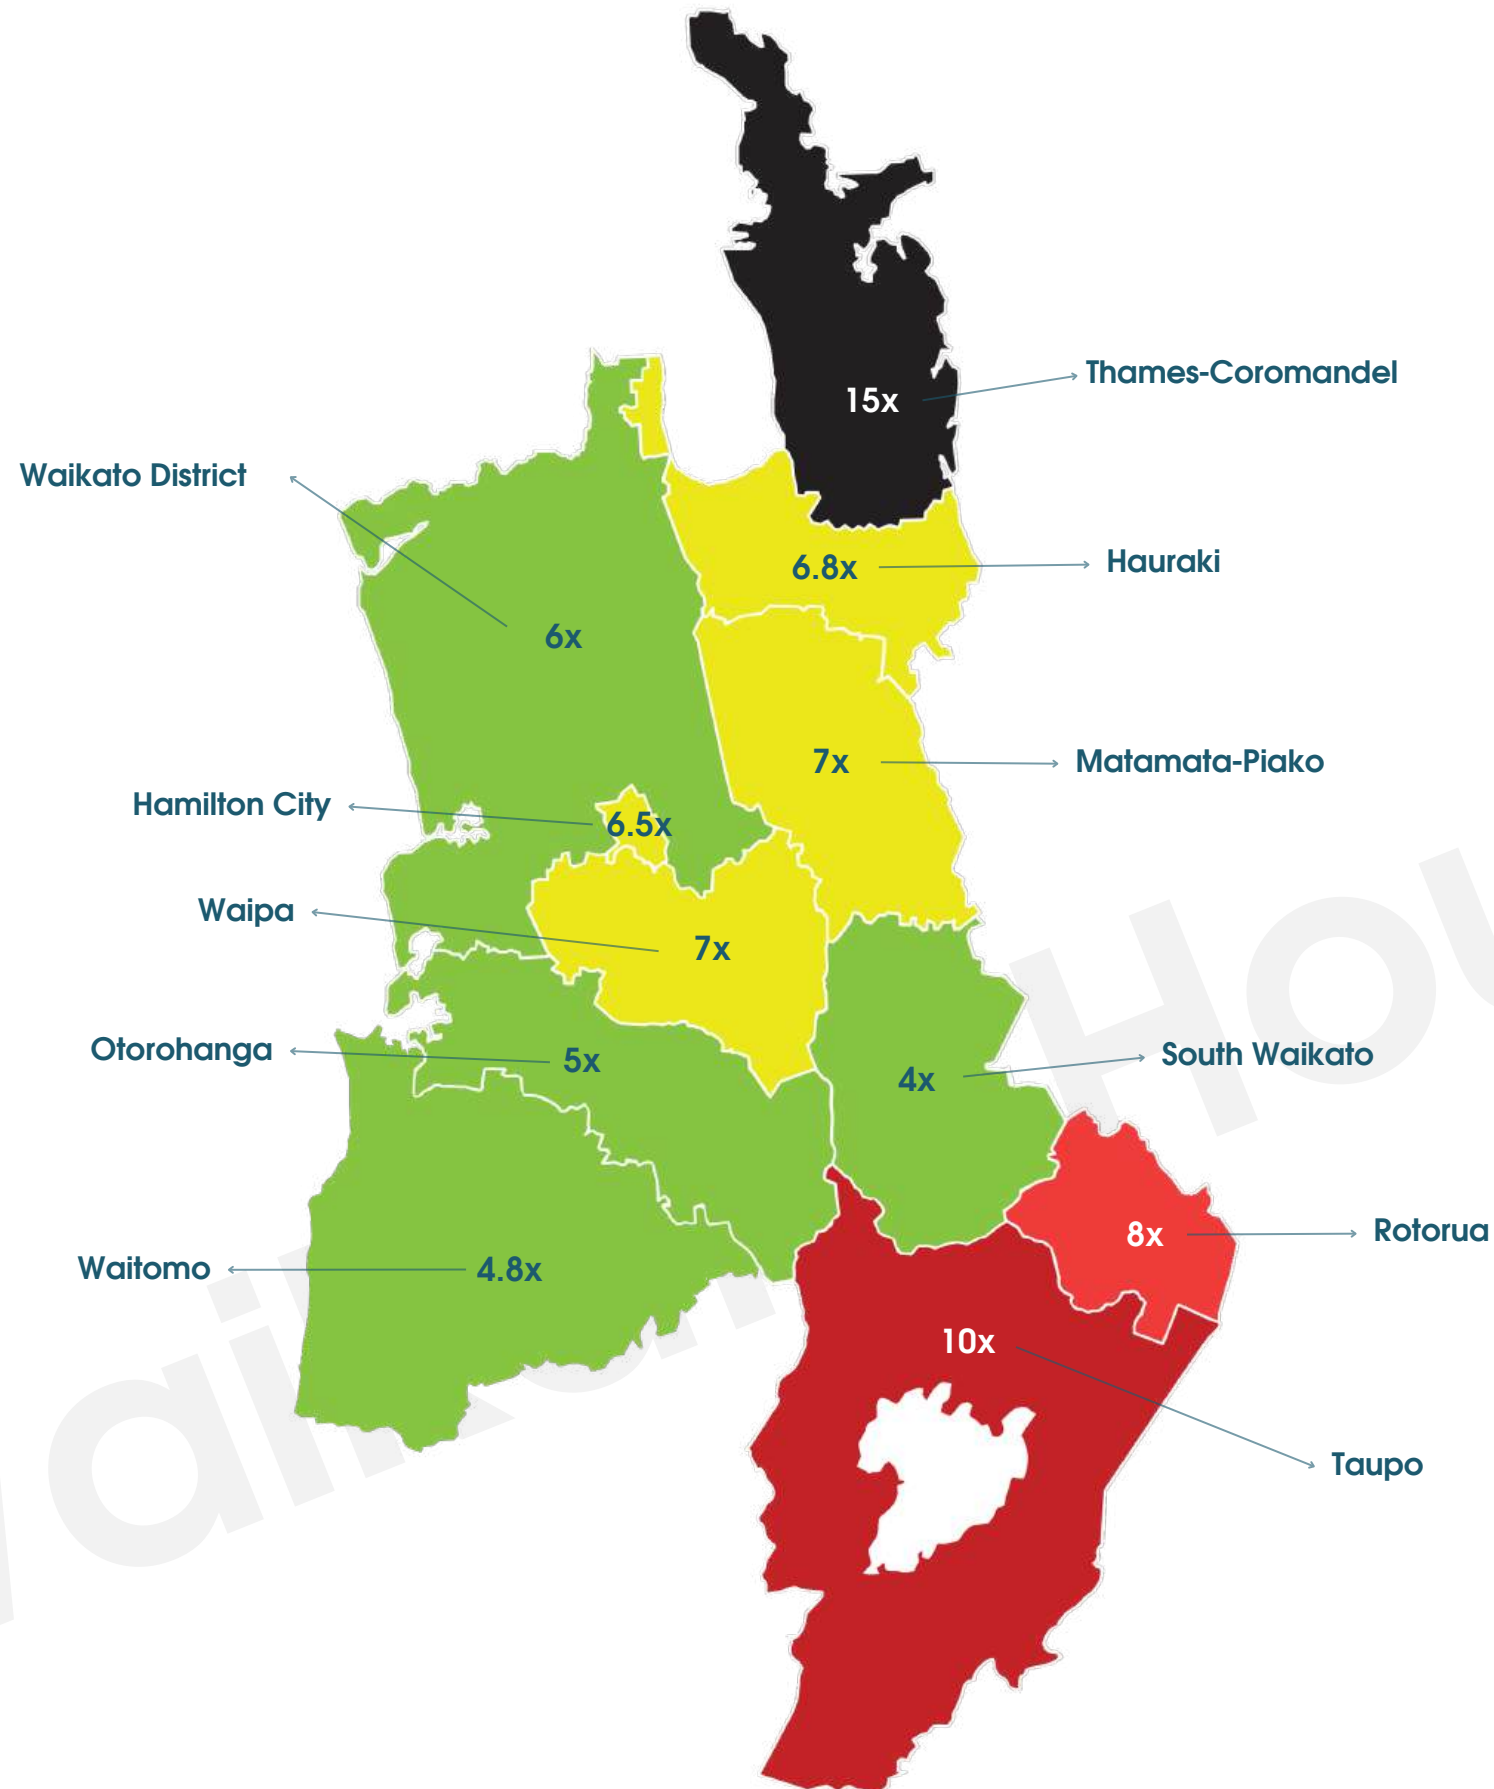 15x
Thames-Coromandel
Waikato District
6.8x
Hauraki
6x
7x
Matamata-Piako
Hamilton City
6.5x
Waipa
7x
Otorohanga
5x
4x
South Waikato
8x
Rotorua
Waitomo
4.8x
10x
Taupo